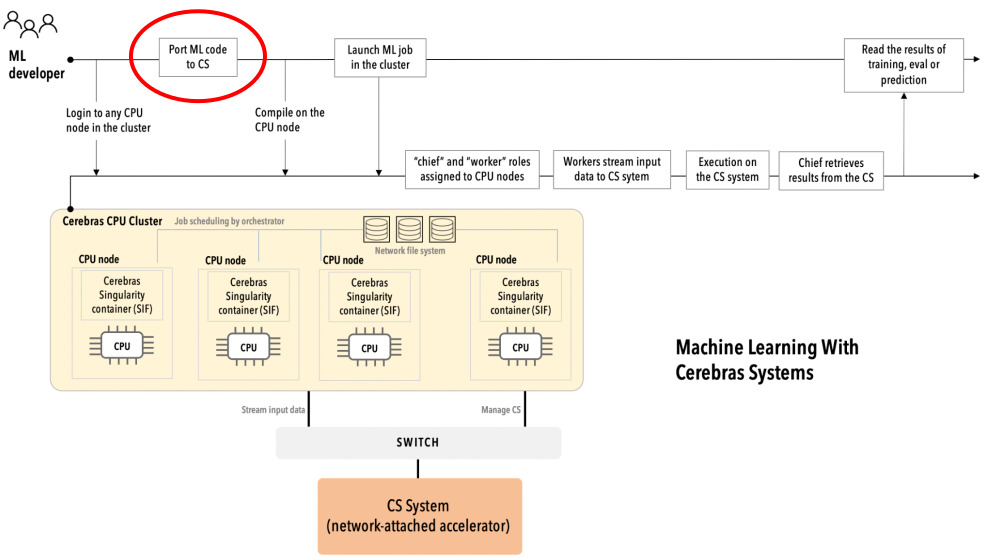 ML
developer
Port ML code
to CS
Launch ML job
in the cluster
Read the results of
training, eval or
prediction
Login to any CPU
node in the cluster
Compile on the
CPU node
“chief” and “worker” roles
assigned to CPU nodes
Workers stream input
data to CS sytem
Execution on
the CS system
Chief retrieves
results from the CS
Cerebras CPU Cluster
Job scheduling by orchestrator
Network file system
CPU node
Cerebras
Singularity
container (SIF)
CPU
CPU node
Cerebras
Singularity
container (SIF)
CPU
CPU node
Cerebras
Singularity
container (SIF)
CPU
CPU node
Cerebras
Singularity
container (SIF)
CPU
Machine Learning With
Cerebras Systems
Stream input data
Manage CS
SWITCH
CS System
(network-attached accelerator)